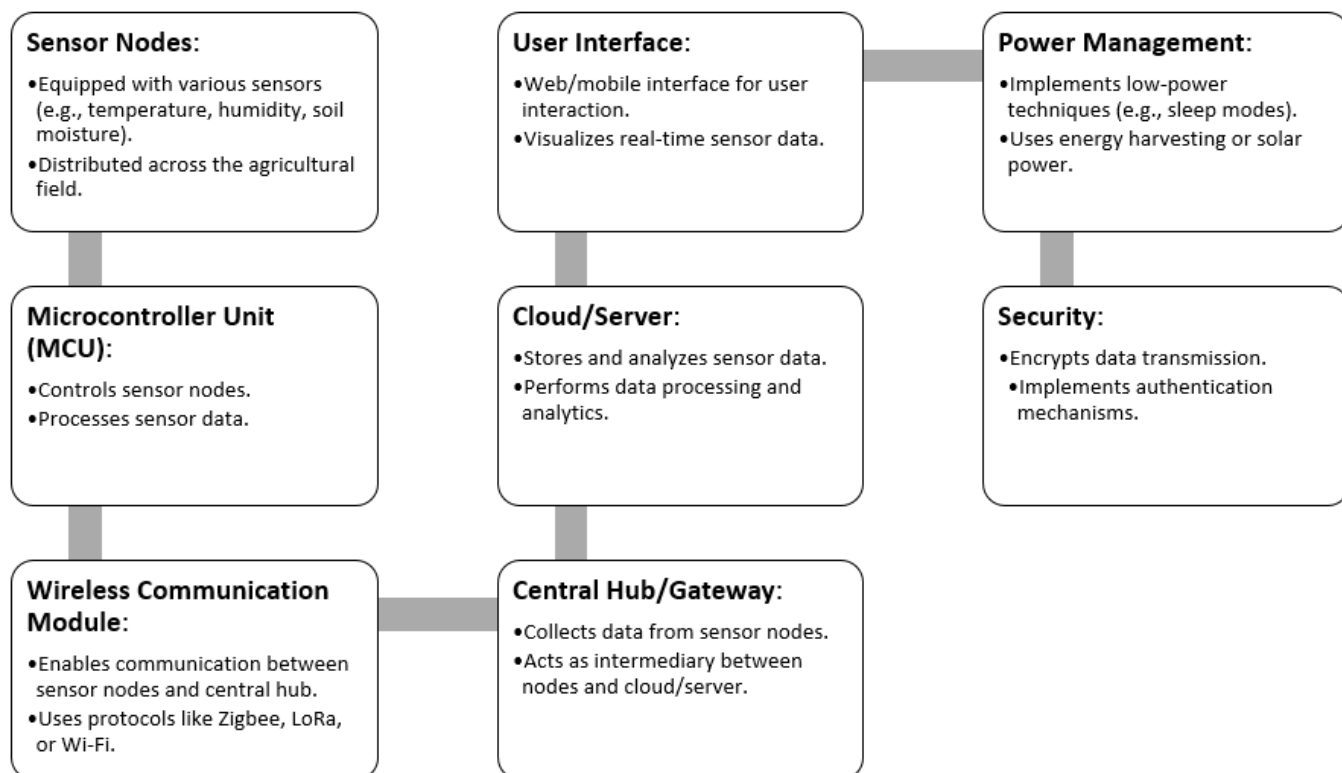 Sensor Nodes:
•Equipped with various sensors
(e.g., temperature, humidity, soil
moisture).
•Distributed across the agricultural
field.
Microcontroller Unit
(MCU):
•Controls sensor nodes.
•Processes sensor data.
Wireless Communication
Module:
•Enables communication between
sensor nodes and central hub.
•Uses protocols like Zigbee, LoRa,
or Wi-Fi.
Central Hub/Gateway:
•Collects data from sensor nodes.
•Acts as intermediary between
nodes and cloud/server.
Cloud/Server:
•Stores and analyzes sensor data.
•Performs data processing and
analytics.
User Interface:
•Web/mobile interface for user
interaction.
•Visualizes real-time sensor data.
Power Management:
•Implements low-power
techniques (e.g., sleep modes).
•Uses energy harvesting or solar
power.
Security:
•Encrypts data transmission.
•Implements authentication
mechanisms.